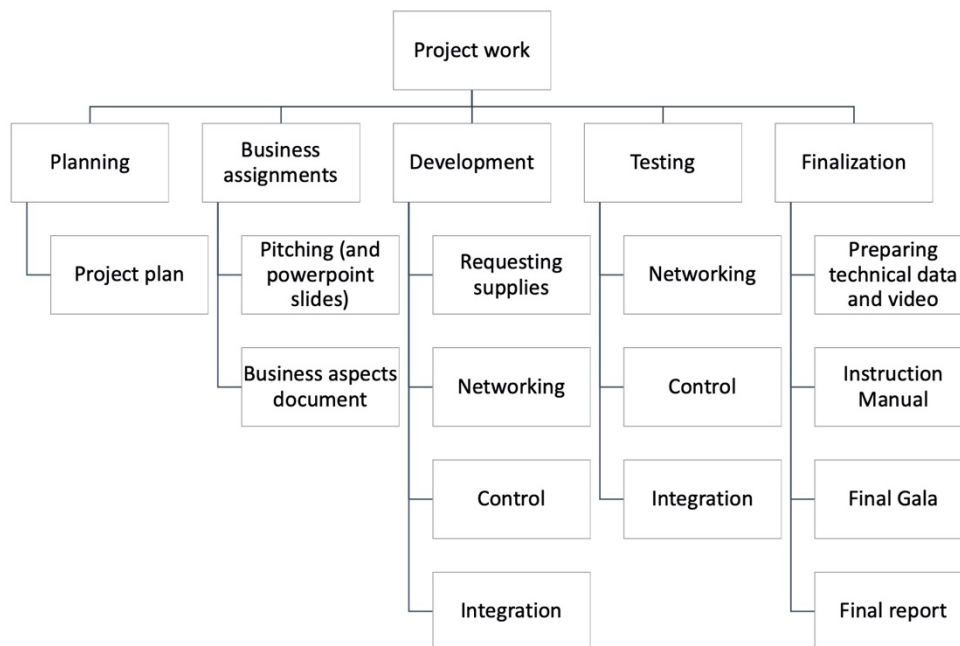 Project work
Planning
Business
assignments
Development
Testing
Finalization
Project plan
Pitching (and
powerpoint
slides)
Business aspects
document
Requesting
supplies
Networking
Control
Integration
Networking
Control
Integration
Preparing
technical data
and video
Instruction
Manual
Final Gala
Final report